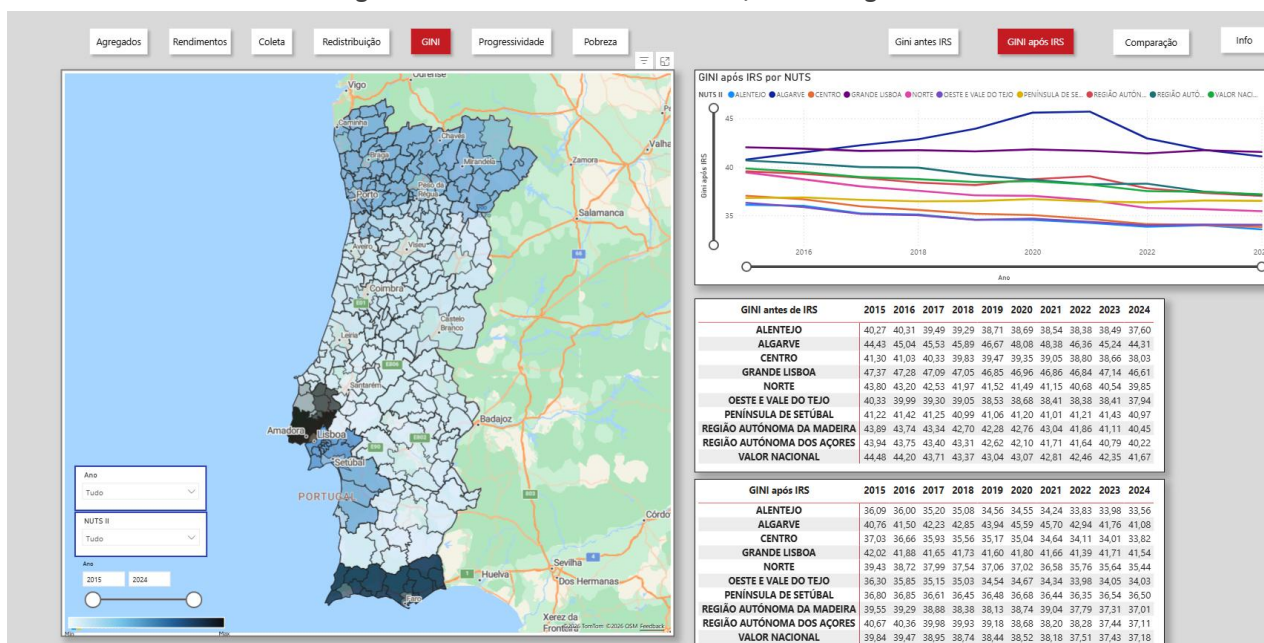 Agregados Rendimentos Coleta Redistribuição GINI Progressividade Pobreza Gini antes IRS GINI após IRS Comparação Info
Vigo
Ourense
Caminha
Chaves
Braga
Mirandela
Valha
Zamora
Porto
Peso da
Régua
Salamanca
Aveiro
Viseu
Coimbra
Castelo
Branco
Leiria
Santarém
Badajoz
Amadora
Lisboa
Setúbal
PORTUGAL
Córdo
Sevilha
Huelva
Dos Hermanas
Faro
Xerez da
Fronteira
©2026 TomTom ©2026 OSM Feedback
Ano
Tudo
NUTS II
Tudo
Ano
2015 2024
Min Max
GINI após IRS por NUTS
NUTS II ALENTEJO ALGARVE CENTRO GRANDE LISBOA NORTE OESTE E VALE DO TEJO PENÍNSULA DE SE... REGIÃO AUTÓN... REGIÃO AUTÓ... VALOR NACI...
Gini após IRS
45
40
35
2016 2018 2020 2022
Ano
GINI antes de IRS 2015 2016 2017 2018 2019 2020 2021 2022 2023 2024
ALENTEJO 40,27 40,31 39,49 39,29 38,71 38,69 38,54 38,38 38,49 37,60
ALGARVE 44,43 45,04 45,53 45,89 46,67 48,08 48,38 46,36 45,24 44,31
CENTRO 41,30 41,03 40,33 39,83 39,47 39,35 39,05 38,80 38,66 38,03
GRANDE LISBOA 47,37 47,28 47,09 47,05 46,85 46,96 46,86 46,84 47,14 46,61
NORTE 43,80 43,20 42,53 41,97 41,52 41,49 41,15 40,68 40,54 39,85
OESTE E VALE DO TEJO 40,33 39,99 39,30 39,05 38,53 38,68 38,41 38,38 38,41 37,94
PENÍNSULA DE SETÚBAL 41,22 41,42 41,25 40,99 41,06 41,20 41,01 41,21 41,43 40,97
REGIÃO AUTÓNOMA DA MADEIRA 43,89 43,74 43,34 42,70 42,28 42,76 43,04 41,86 41,11 40,45
REGIÃO AUTÓNOMA DOS AÇORES 43,94 43,75 43,40 43,31 42,62 42,10 41,71 41,64 40,79 40,22
VALOR NACIONAL 44,48 44,20 43,71 43,37 43,04 43,07 42,81 42,46 42,35 41,67
GINI após IRS 2015 2016 2017 2018 2019 2020 2021 2022 2023 2024
ALENTEJO 36,09 36,00 35,20 35,08 34,56 34,55 34,24 33,83 33,98 33,56
ALGARVE 40,76 41,50 42,23 42,85 43,94 45,59 45,70 42,94 41,76 41,08
CENTRO 37,03 36,66 35,93 35,56 35,17 35,04 34,64 34,11 34,01 33,82
GRANDE LISBOA 42,02 41,88 41,65 41,73 41,60 41,80 41,66 41,39 41,71 41,54
NORTE 39,43 38,72 37,99 37,54 37,06 37,02 36,58 35,76 35,64 35,44
OESTE E VALE DO TEJO 36,30 35,85 35,15 35,03 34,54 34,67 34,34 33,98 34,05 34,03
PENÍNSULA DE SETÚBAL 36,80 36,85 36,61 36,45 36,48 36,68 36,44 36,35 36,54 36,50
REGIÃO AUTÓNOMA DA MADEIRA 39,55 39,29 38,88 38,38 38,13 38,74 39,04 37,79 37,31 37,01
REGIÃO AUTÓNOMA DOS AÇORES 40,67 40,36 39,98 39,93 39,18 38,68 38,20 38,28 37,44 37,11
VALOR NACIONAL 39,84 39,47 38,95 38,74 38,44 38,52 38,18 37,51 37,43 37,18